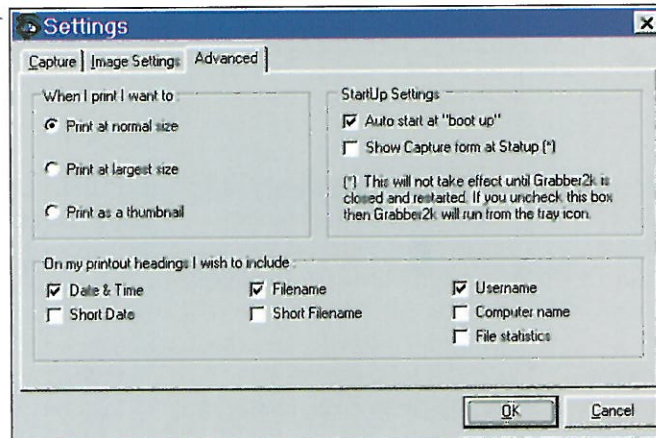 Settings
Capture Image Settings Advanced
When I print I want to
Print at normal size
Print at largest size
Print as a thumbnail
StartUp Settings
Auto start at "boot up"
Show Capture form at Statup (*)
(*) This will not take effect until Grabber2k is
closed and restarted. If you uncheck this box
then Grabber2k will run from the tray icon.
On my printout headings I wish to include
Date & Time
Short Date
Filename
Short Filename
Username
Computer name
File statistics
OK Cancel